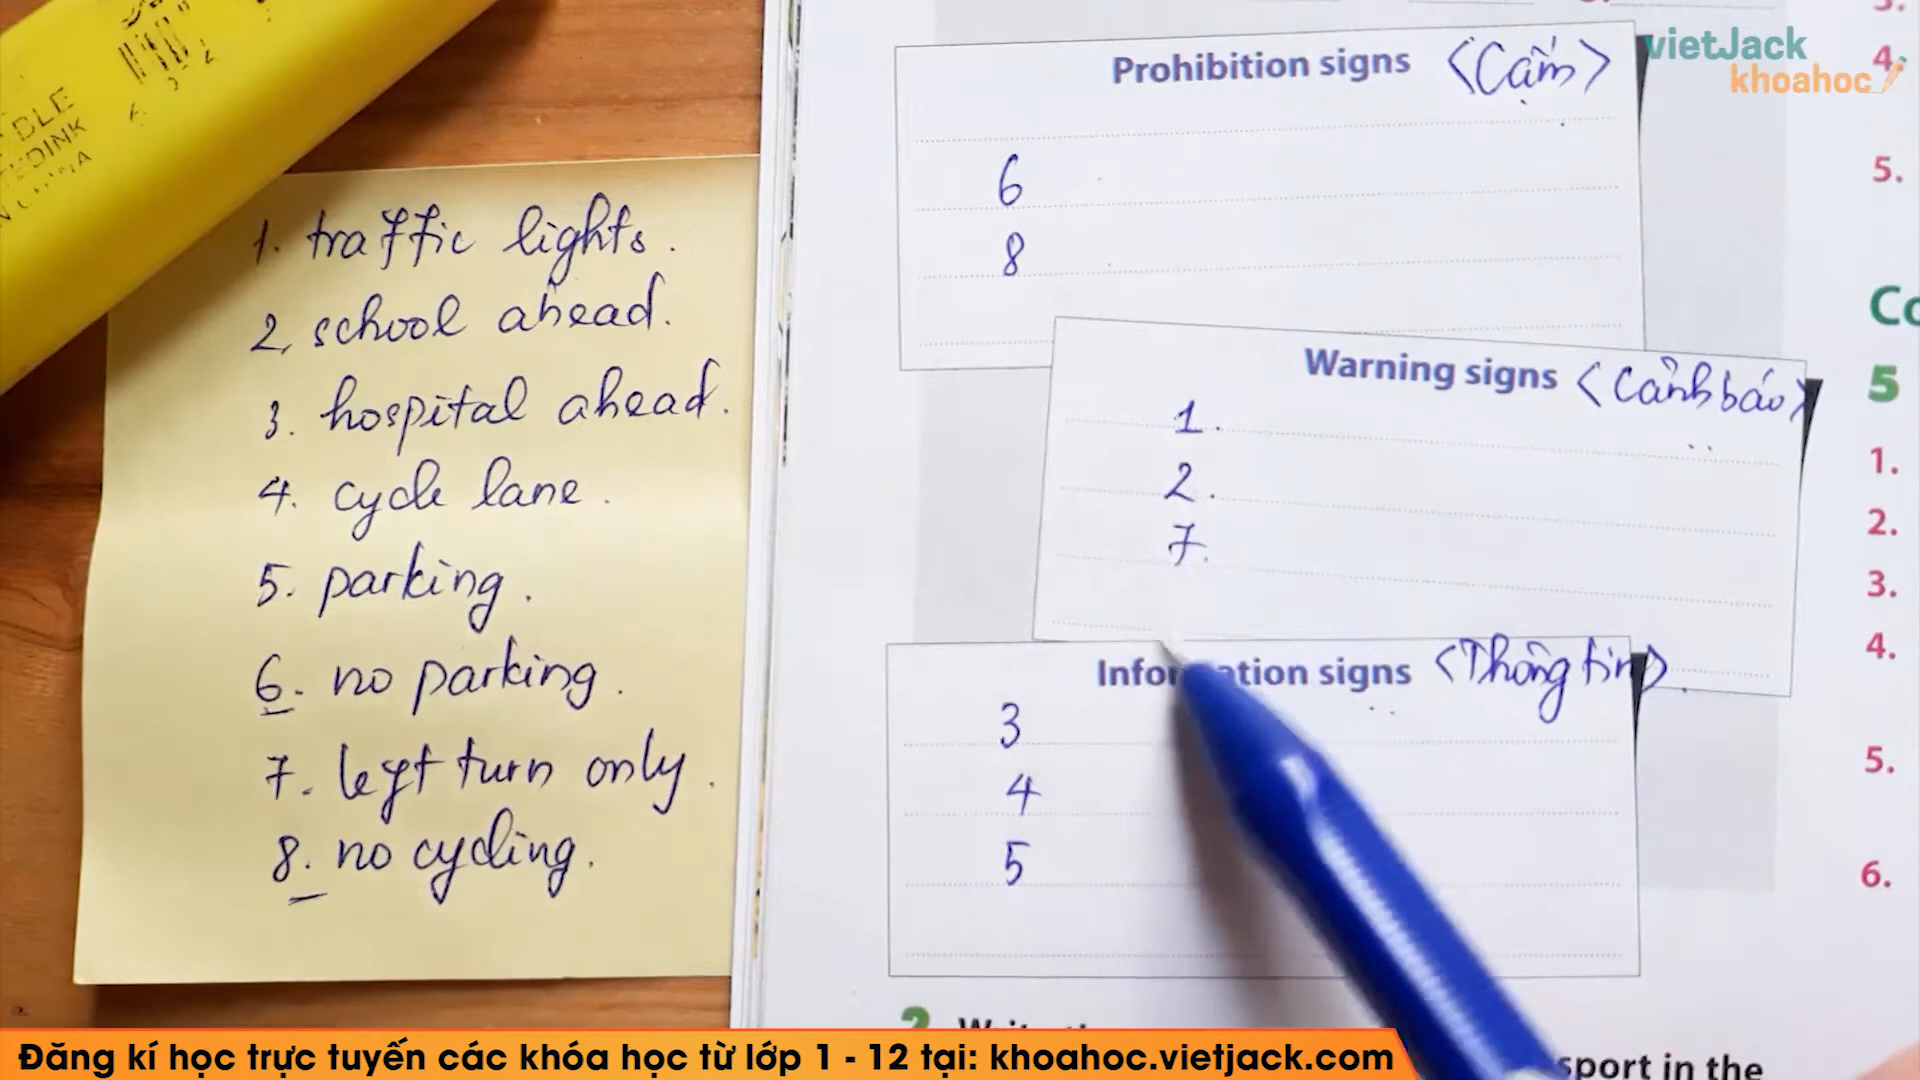 BLE
1. traffic lights.
2, school ahead.
3. hospital ahead.
4. cycle lane.
5. parking.
6. no parking.
7. left turn only.
8. no cycling.
vietJack
khoahoc
Prohibition signs <Cấm>
6
8
Warning signs <Cảnh báo>
1.
2.
7.
Information signs <Thông tin>
3
4
5
2
4.
5.
Co
5
1.
2.
3.
4.
5.
6.
sport in the
Đăng kí học trực tuyến các khóa học từ lớp 1 - 12 tại: khoahoc.vietjack.com